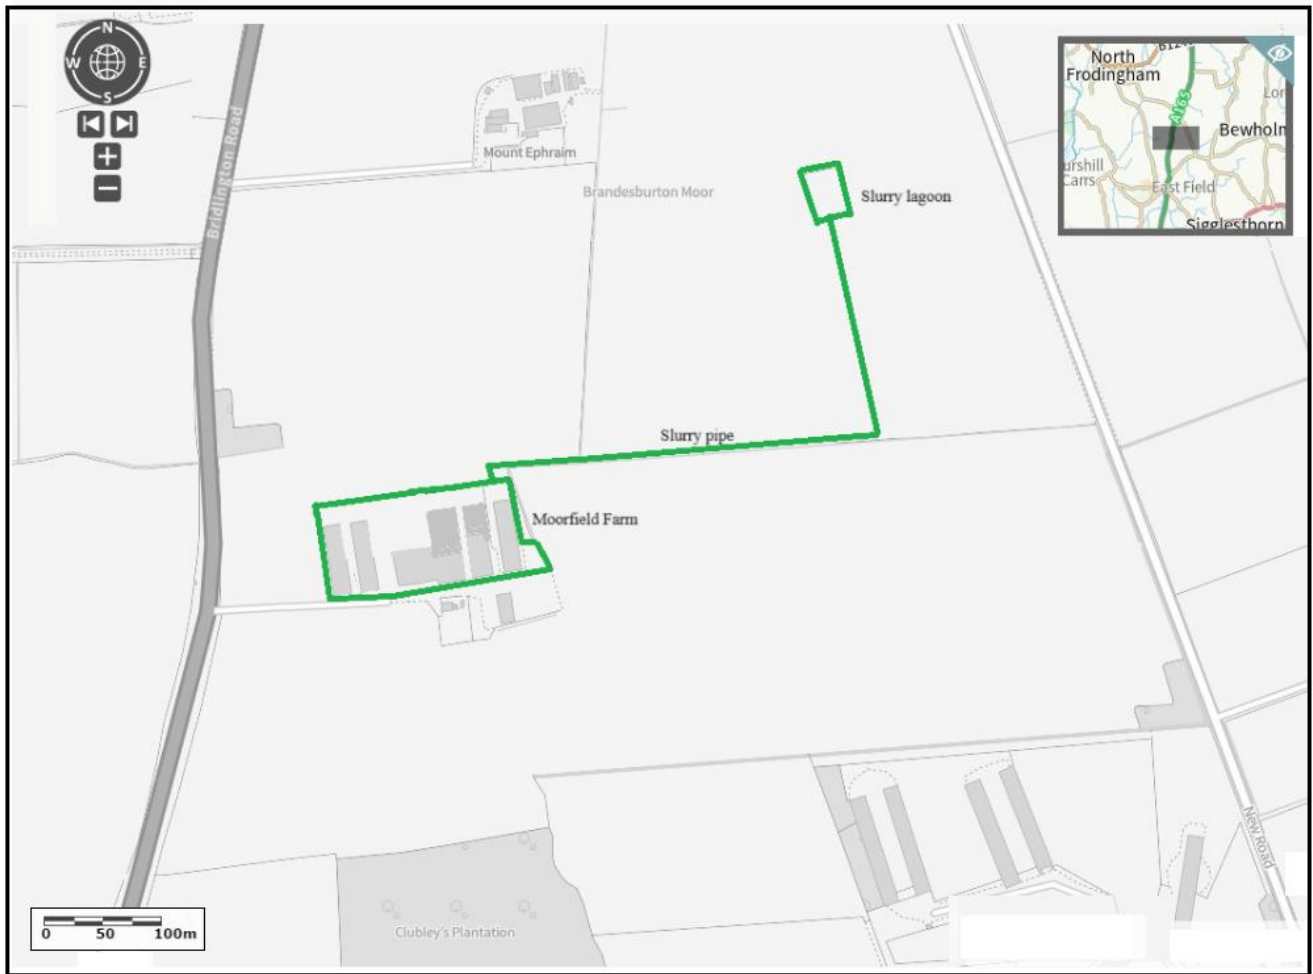 N
W
E
S
North
Frodingham
A165
Bewholm
Carrs
East Field
Sigglesthorn
Bridlington Road
Mount Ephraim
Brandesburton Moor
Slurry lagoon
Slurry pipe
Moorfield Farm
New Road
Clubley's Plantation
0 50 100m